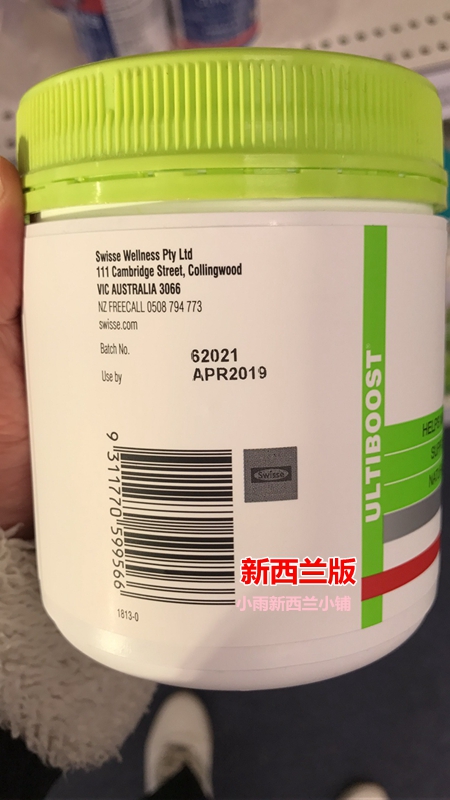 Swisse Wellness Pty Ltd
111 Cambridge Street, Collingwood
VIC AUSTRALIA 3066
NZ FREECALL 0508 794 773
swisse.com
Batch No. 62021
Use by APR2019
9 311770 599566
1813-0
Swisse
ULTIBOOST
新西兰版
小雨新西兰小铺